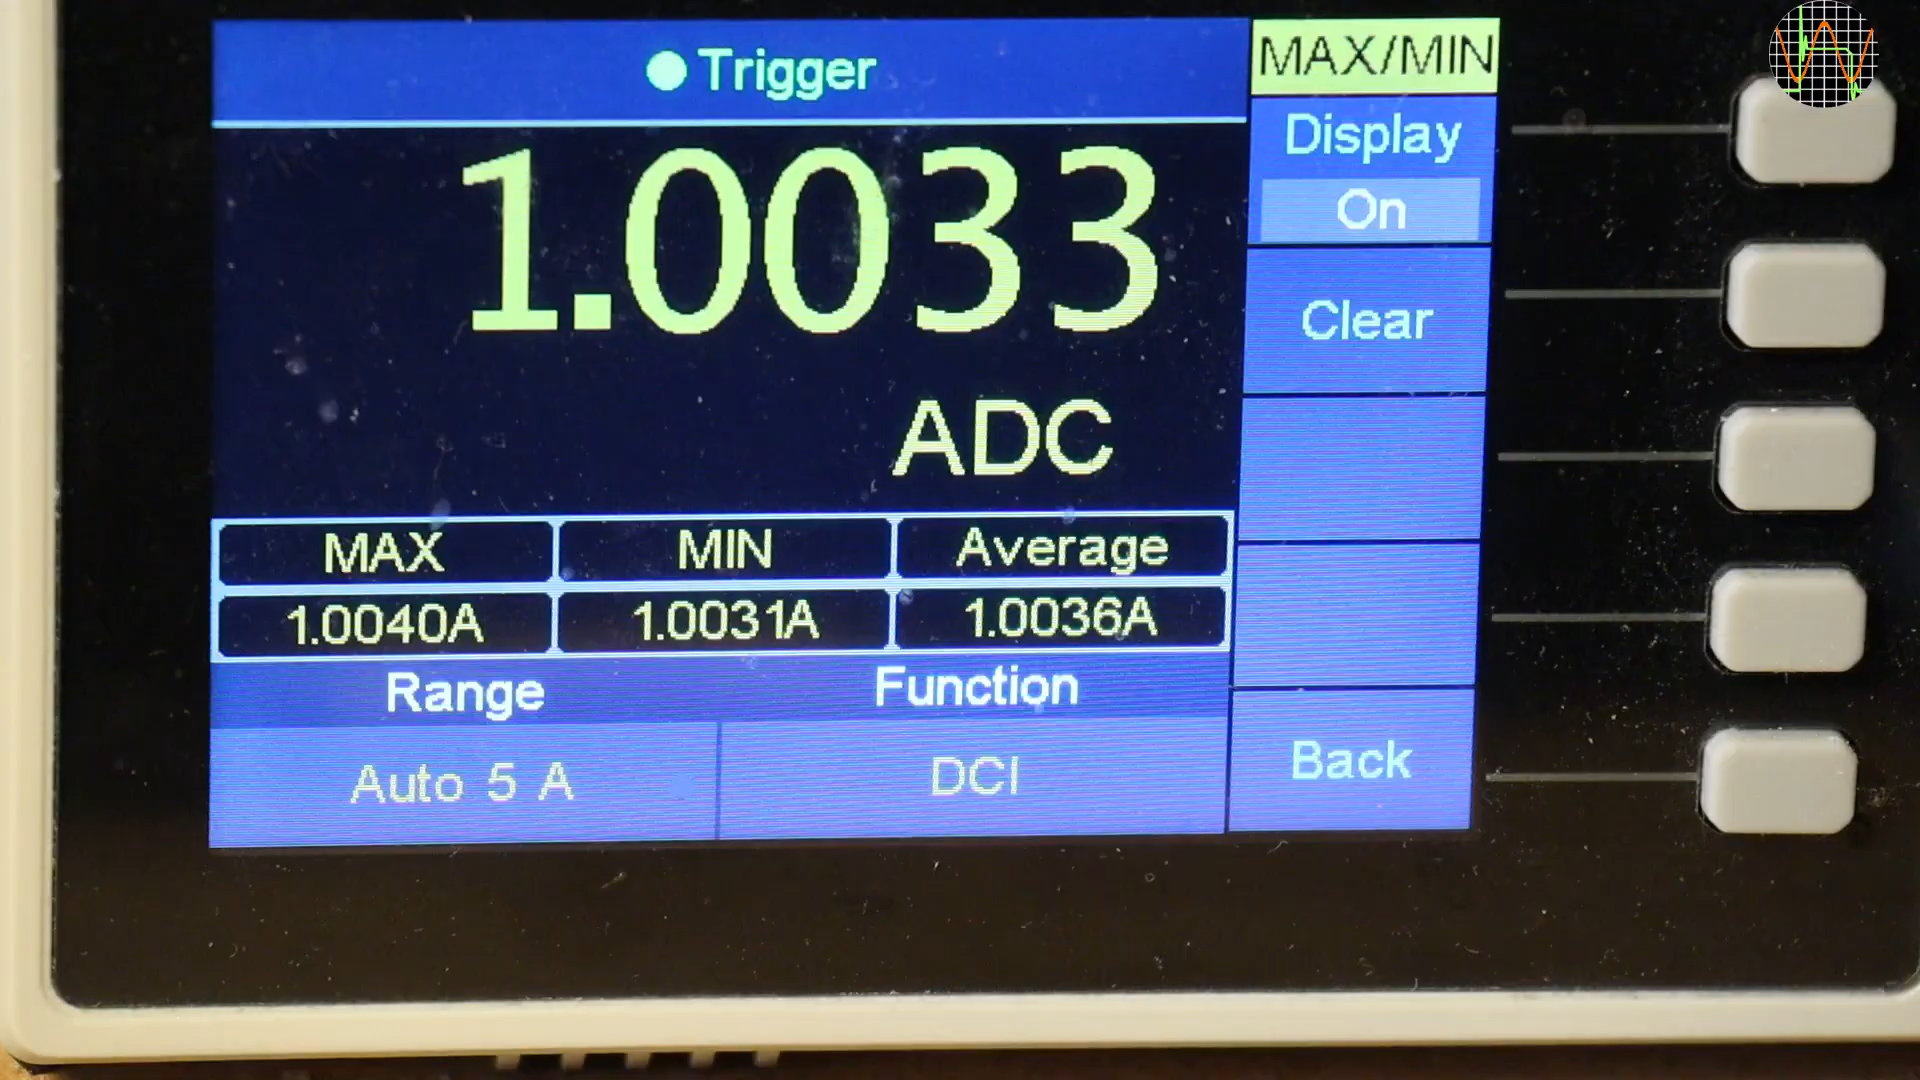 Trigger
1.0033
ADC
MAX MIN Average
1.0040A 1.0031A 1.0036A
Range Function
Auto 5 A DCI
MAX/MIN
Display
On
Clear
Back